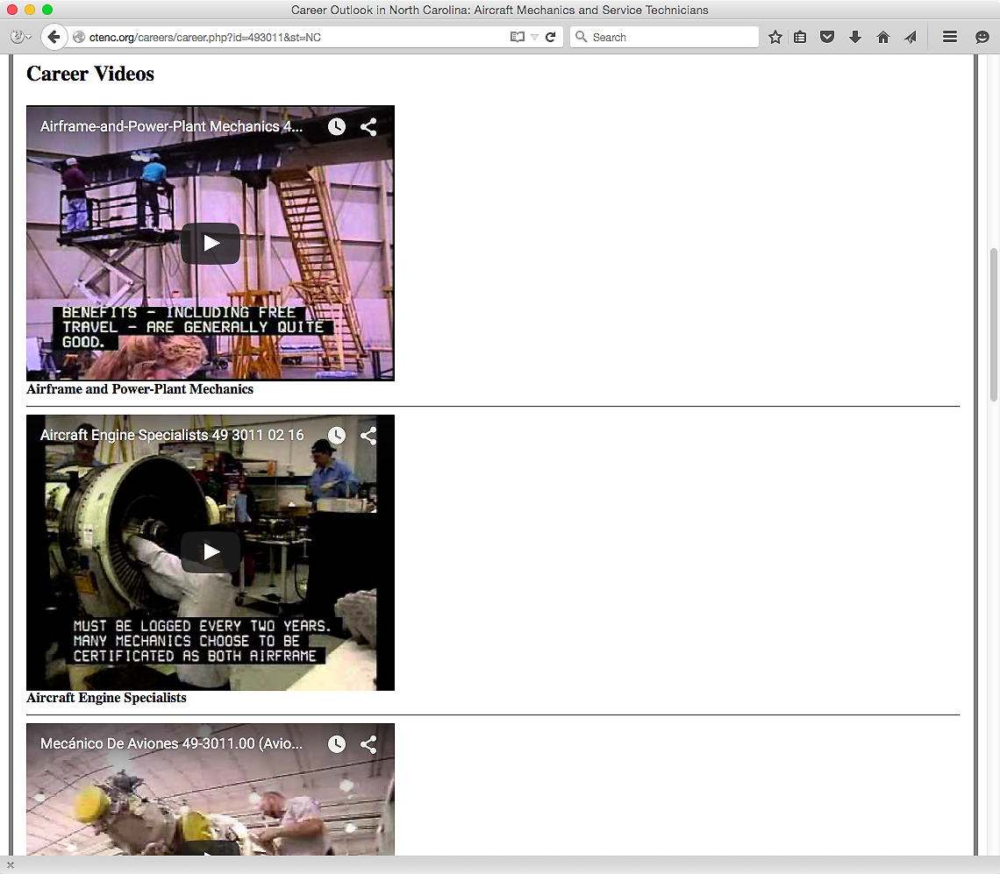 Career Outlook in North Carolina: Aircraft Mechanics and Service Technicians
ctenc.org/careers/career.php?id=493011&st=NC
Search
Career Videos
Airframe-and-Power-Plant Mechanics 4...
BENEFITS - INCLUDING FREE
TRAVEL - ARE GENERALLY QUITE
GOOD.
Airframe and Power-Plant Mechanics
Aircraft Engine Specialists 49 3011 02 16
MUST BE LOGGED EVERY TWO YEARS.
MANY MECHANICS CHOOSE TO BE
CERTIFICATED AS BOTH AIRFRAME
Aircraft Engine Specialists
Mecánico De Aviones 49-3011.00 (Avio...